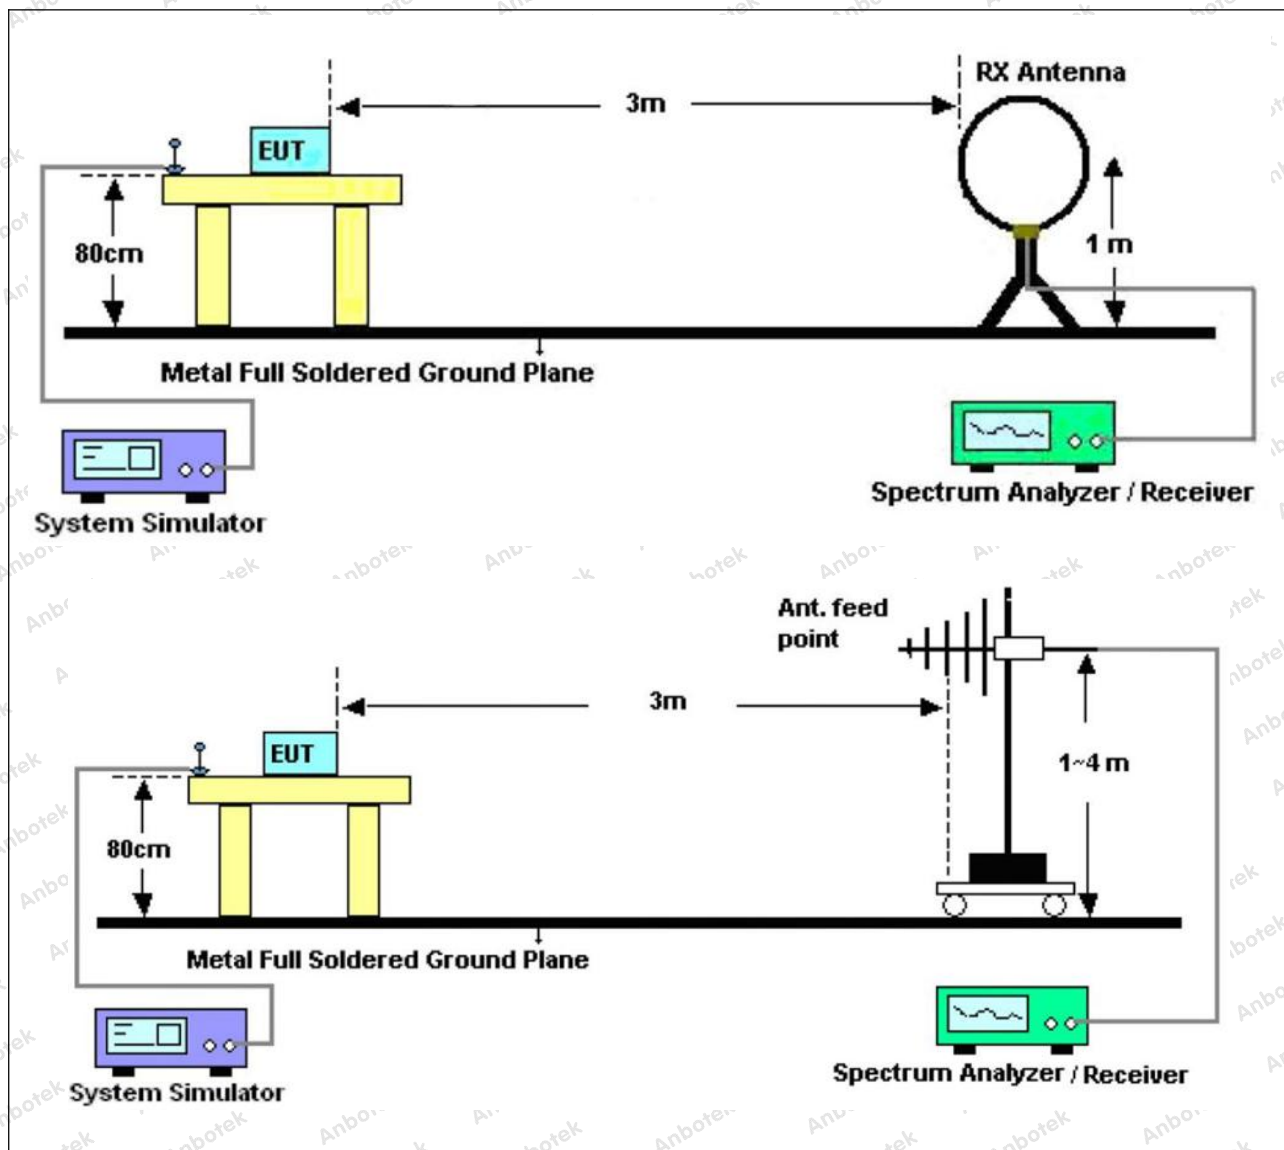 RX Antenna
3m
EUT
80cm
1 m
Metal Full Soldered Ground Plane
Spectrum Analyzer / Receiver
System Simulator
Ant. feed
point
3m
EUT
1~4 m
80cm
Metal Full Soldered Ground Plane
Spectrum Analyzer / Receiver
System Simulator
Anbotek